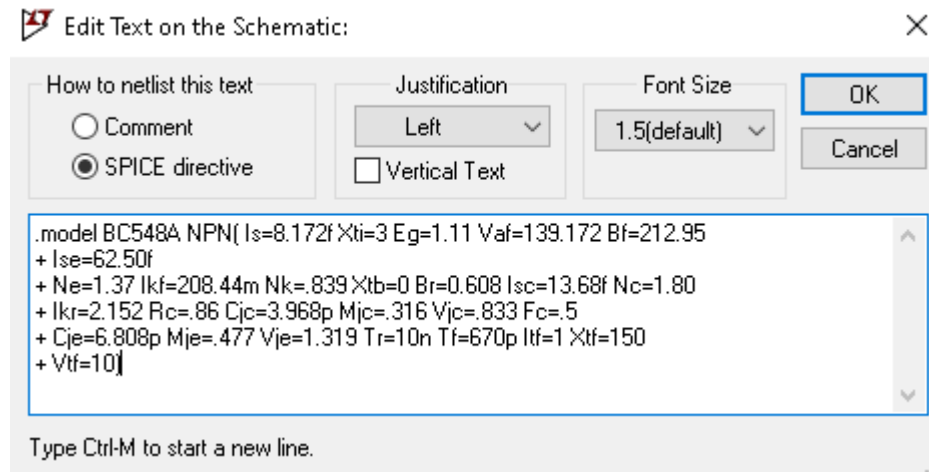 Edit Text on the Schematic:
How to netlist this text
Comment
SPICE directive
Justification
Left
Vertical Text
Font Size
1.5(default)
OK
Cancel
.model BC548A NPN( Is=8.172f Xti=3 Eg=1.11 Vaf=139.172 Bf=212.95
+ Ise=62.50f
+ Ne=1.37 Ikf=208.44m Nk=.839 Xtb=0 Br=0.608 Isc=13.68f Nc=1.80
+ Ikr=2.152 Rc=.86 Cjc=3.968p Mjc=.316 Vjc=.833 Fc=.5
+ Cje=6.808p Mje=.477 Vje=1.319 Tr=10n Tf=670p Itf=1 Xtf=150
+ Vtf=10)
Type Ctrl-M to start a new line.